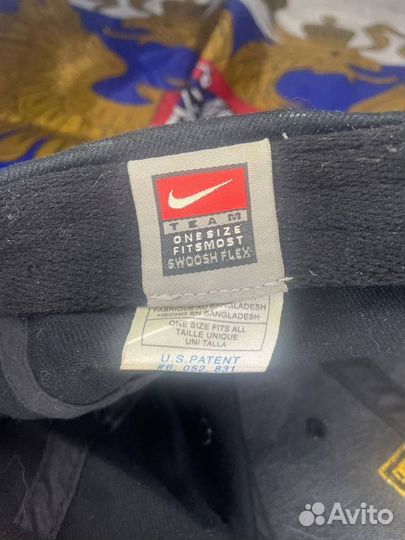 TEAM
ONE SIZE
FITS MOST
SWOOSH FLEX
FABRIQUÉ AU BANGLADESH
HECHO EN BANGLADESH
ONE SIZE FITS ALL
TAILLE UNIQUE
UNI TALLA
U.S. PATENT
#6, 052, 831
Avito